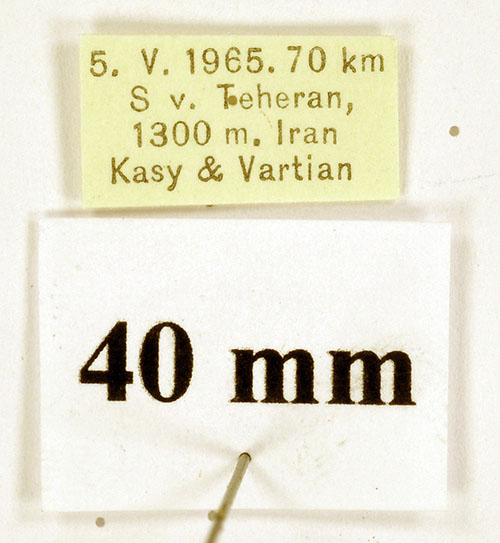 5. V. 1965. 70 km
S v. Teheran,
1300 m. Iran
Kasy & Vartian
40 mm